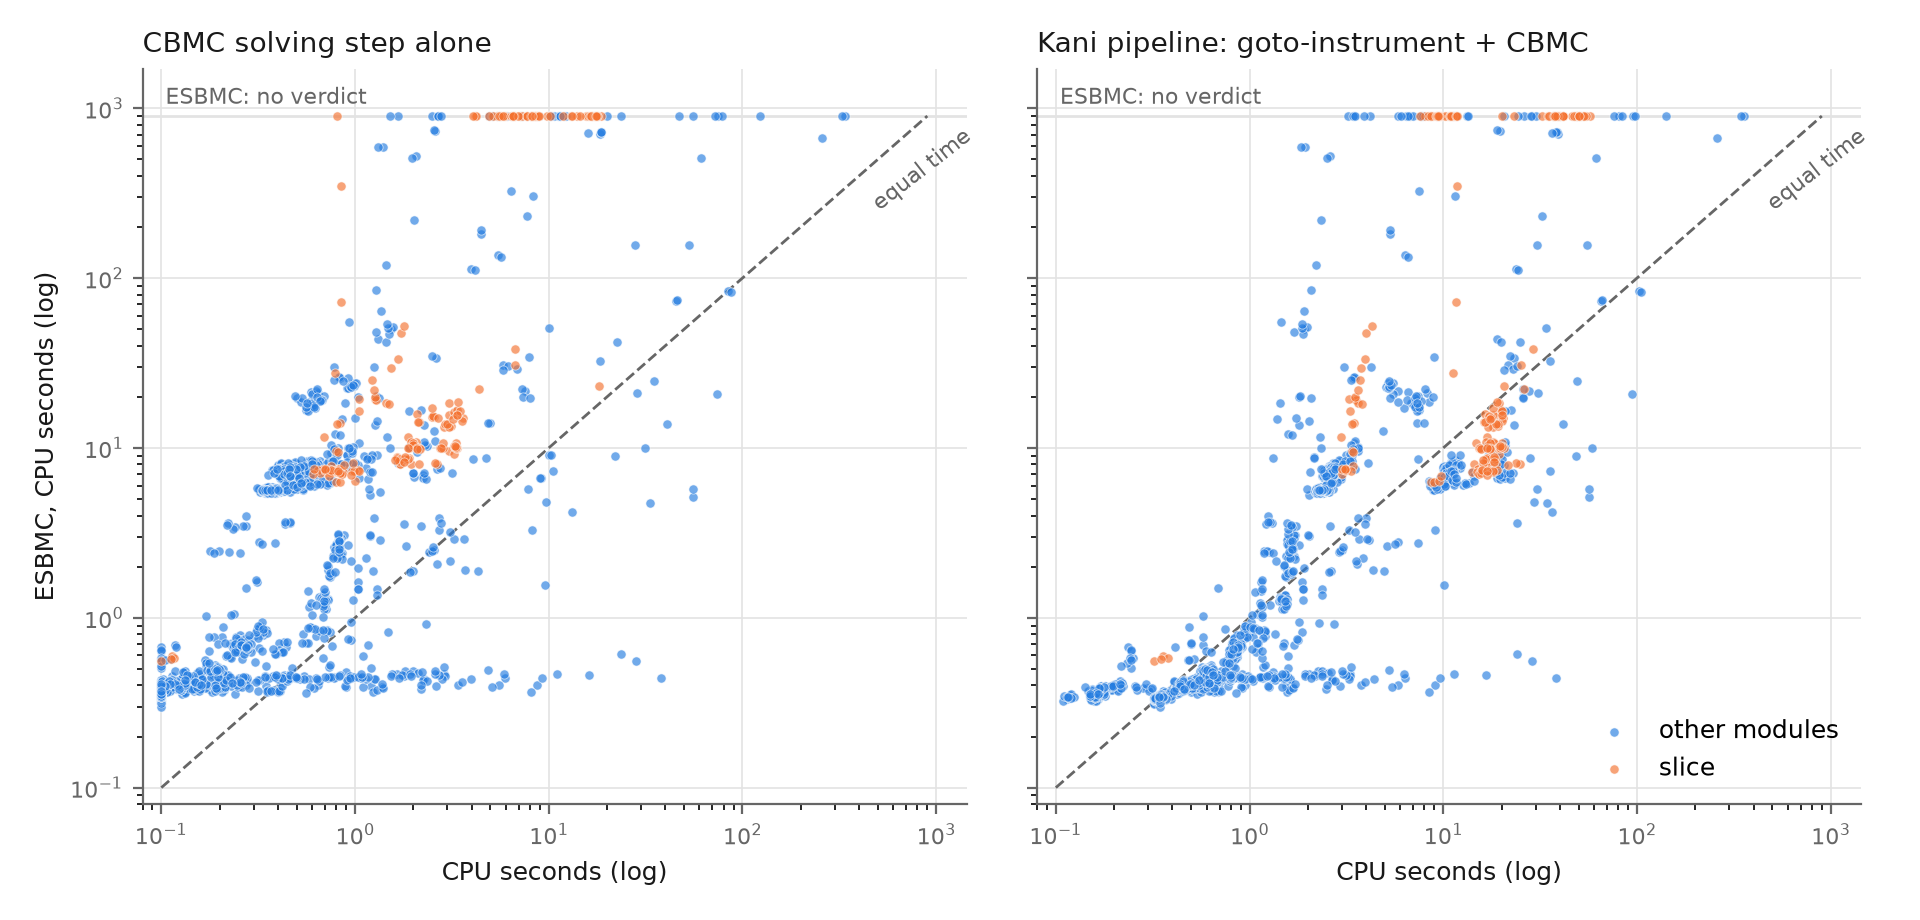 CBMC solving step alone
ESBMC: no verdict
equal time
ESBMC, CPU seconds (log)
10³
10²
10¹
10⁰
10⁻¹
10⁻¹ 10⁰ 10¹ 10² 10³
CPU seconds (log)
Kani pipeline: goto-instrument + CBMC
ESBMC: no verdict
equal time
other modules
slice
10⁻¹ 10⁰ 10¹ 10² 10³
CPU seconds (log)